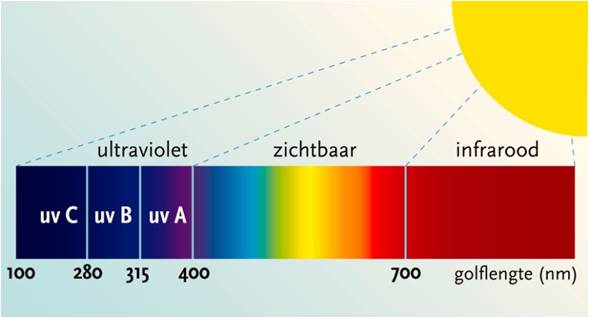 ultraviolet zichtbaar infrarood
uv C uv B uv A
100 280 315 400 700 golflengte (nm)